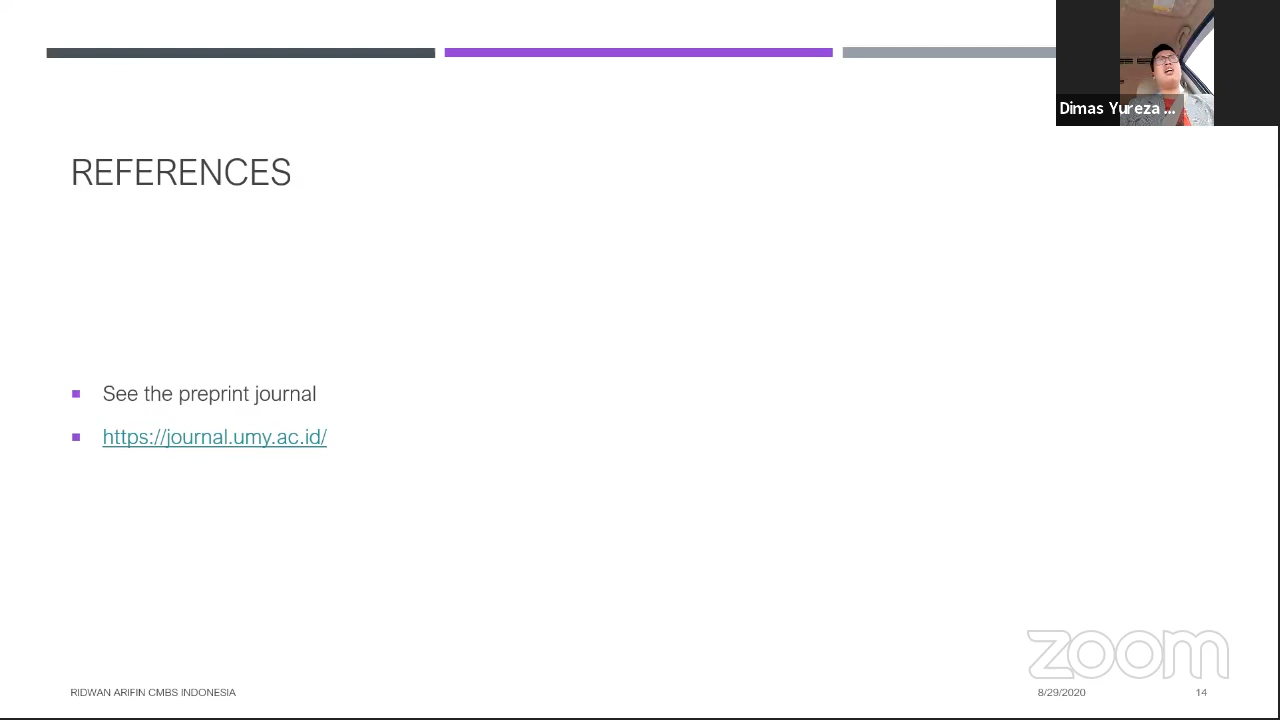 Dimas Yureza ...
REFERENCES
See the preprint journal
https://journal.umy.ac.id/
zoom
RIDWAN ARIFIN CMBS INDONESIA
8/29/2020
14